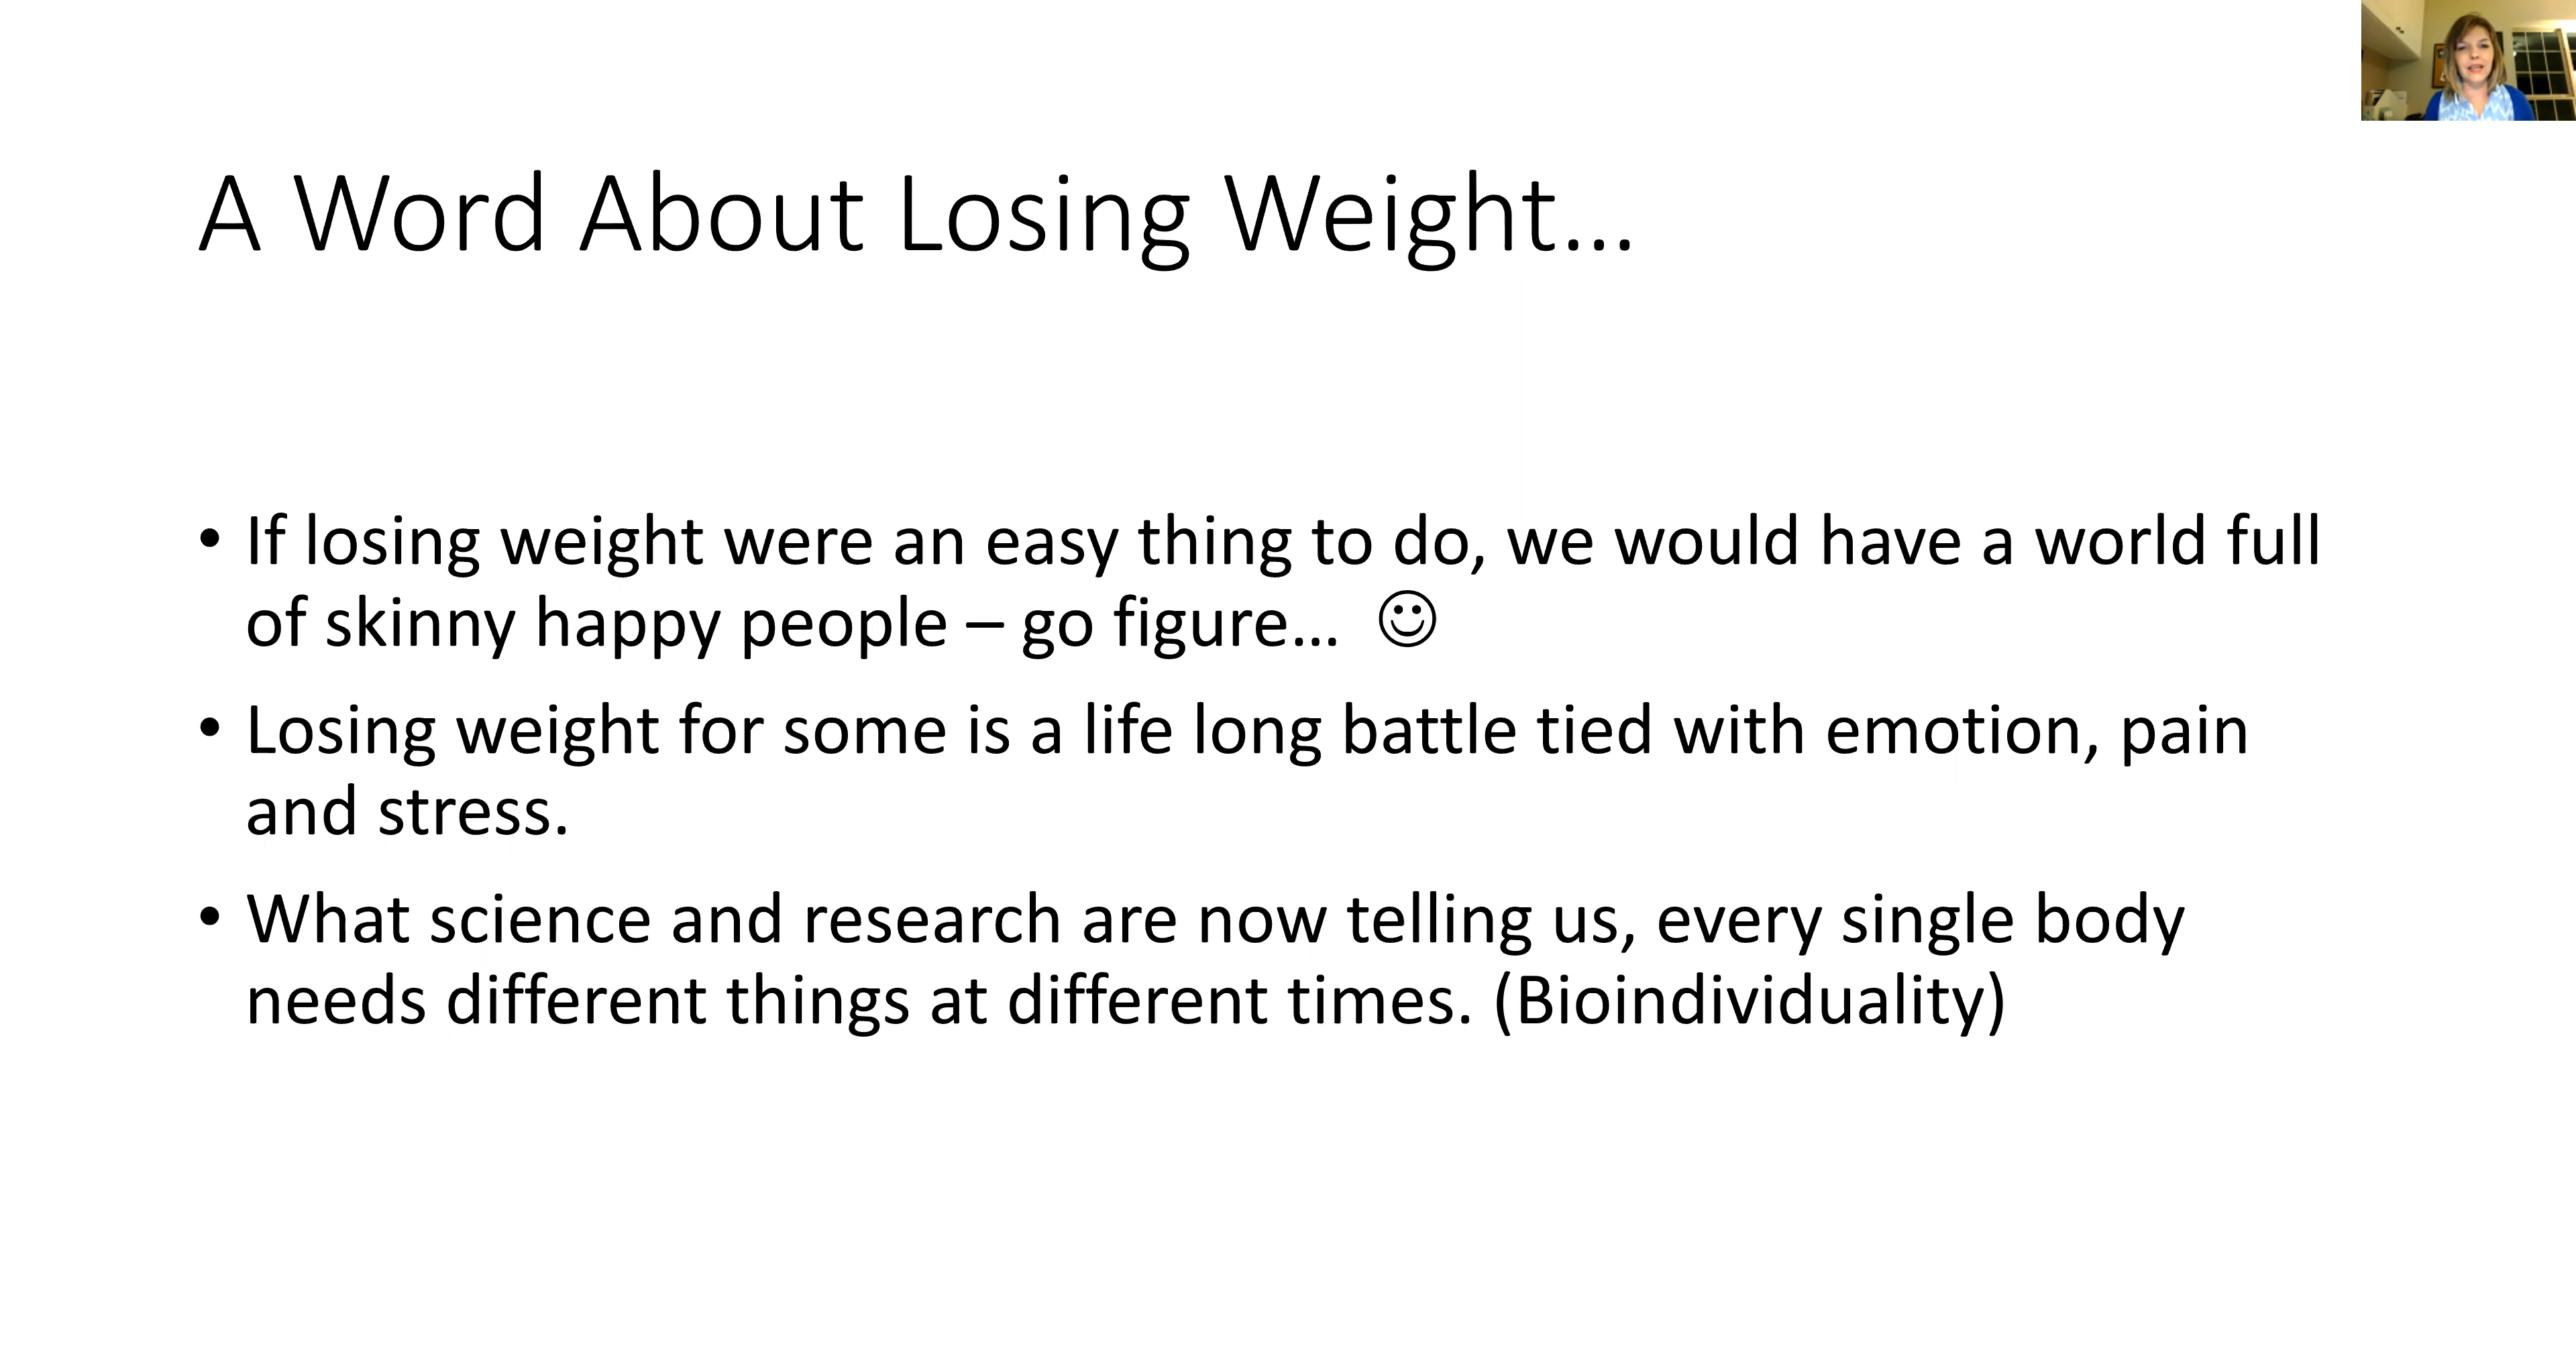 A Word About Losing Weight...
• If losing weight were an easy thing to do, we would have a world full
of skinny happy people – go figure... ☺
• Losing weight for some is a life long battle tied with emotion, pain
and stress.
• What science and research are now telling us, every single body
needs different things at different times. (Bioindividuality)